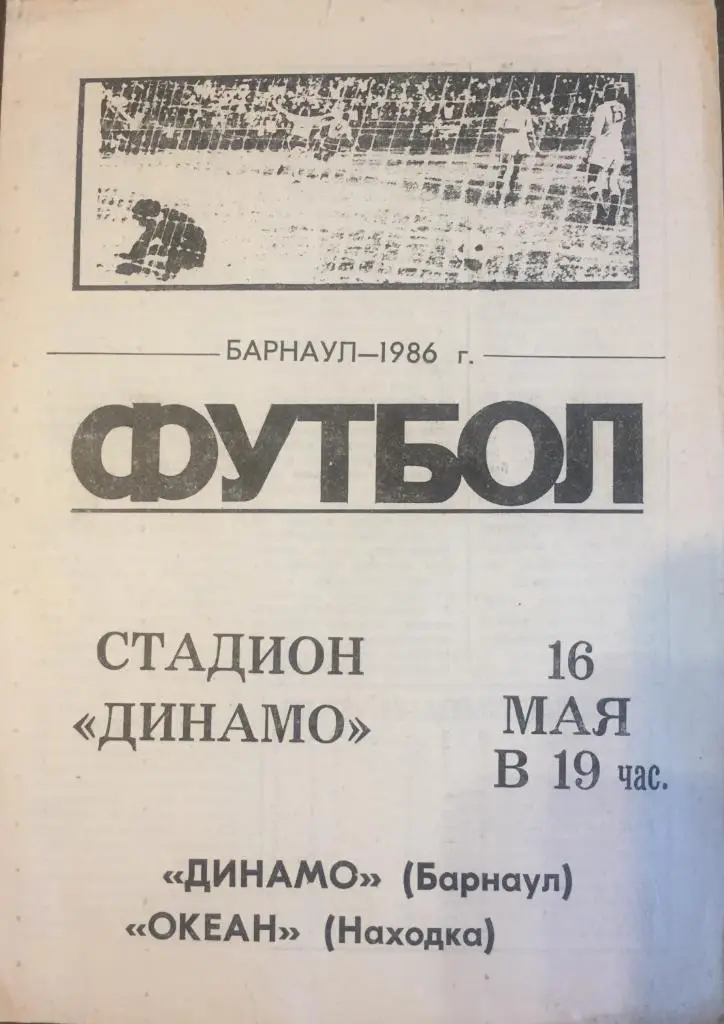 БАРНАУЛ—1986 г.
ФУТБОЛ
СТАДИОН
«ДИНАМО»
16
МАЯ
В 19 час.
«ДИНАМО» (Барнаул)
«ОКЕАН» (Находка)